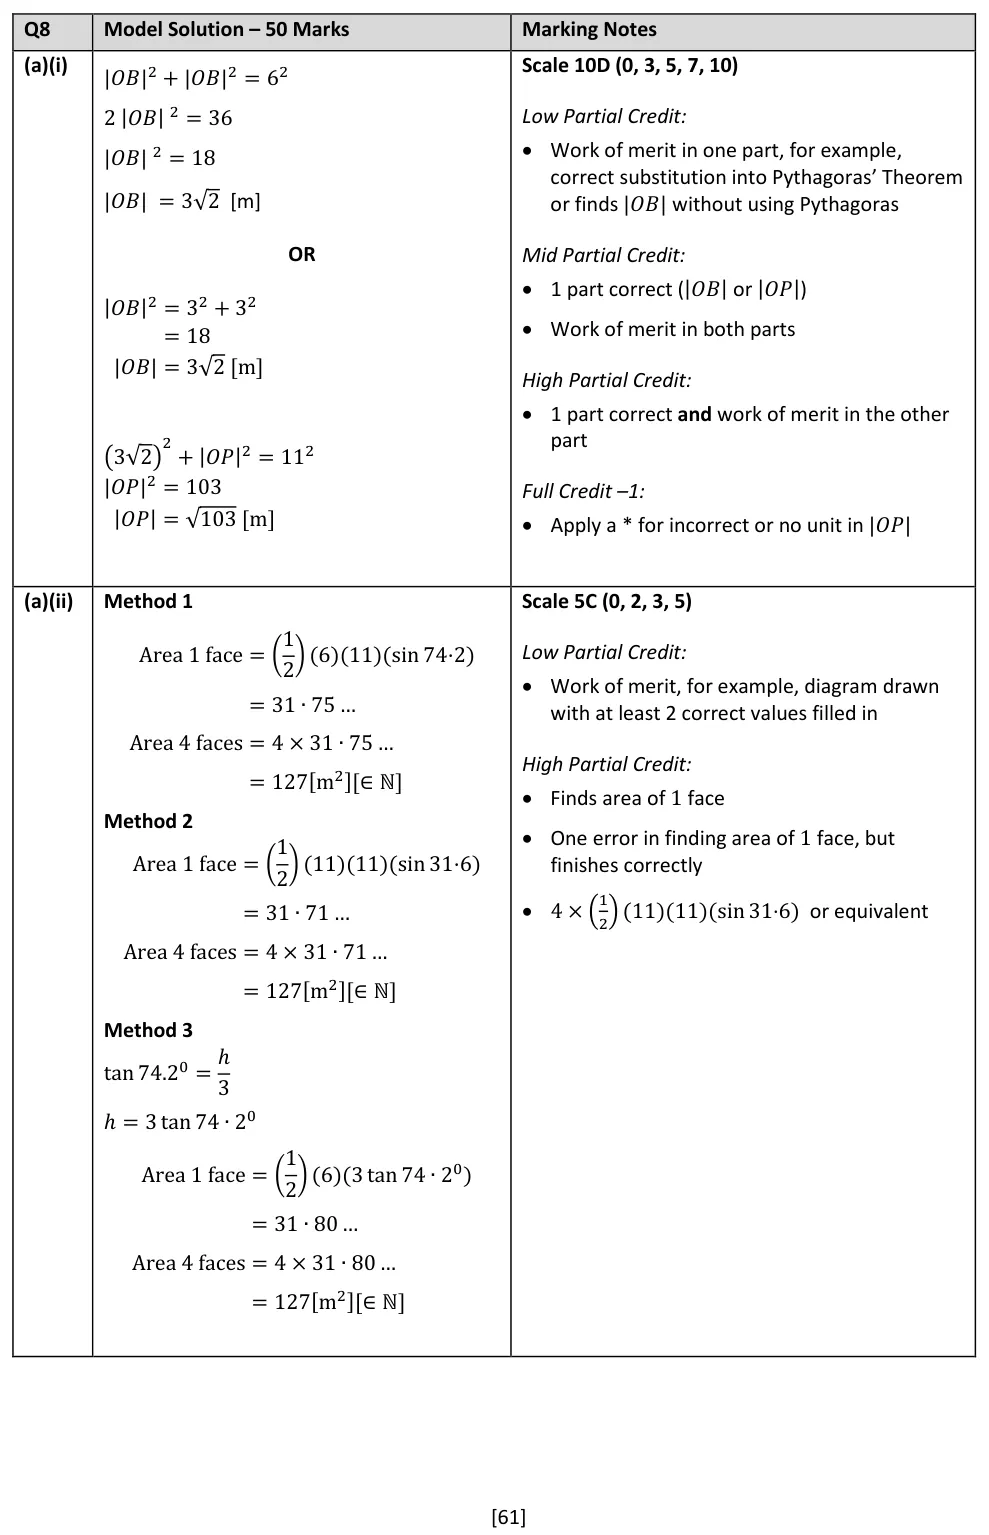 Q8 Model Solution – 50 Marks Marking Notes
(a)(i)
|OB|² + |OB|² = 6²
2 |OB| ² = 36
|OB| ² = 18
|OB| = 3√2 [m]
OR
|OB|² = 3² + 3²
= 18
|OB| = 3√2 [m]
(3√2)² + |OP|² = 11²
|OP|² = 103
|OP| = √103 [m]
Scale 10D (0, 3, 5, 7, 10)
Low Partial Credit:
• Work of merit in one part, for example,
correct substitution into Pythagoras’ Theorem
or finds |OB| without using Pythagoras
Mid Partial Credit:
• 1 part correct (|OB| or |OP|)
• Work of merit in both parts
High Partial Credit:
• 1 part correct and work of merit in the other
part
Full Credit –1:
• Apply a * for incorrect or no unit in |OP|
(a)(ii)
Method 1
Area 1 face = (1/2) (6)(11)(sin 74·2)
= 31 · 75 …
Area 4 faces = 4 × 31 · 75 …
= 127[m²][∈ ℕ]
Method 2
Area 1 face = (1/2) (11)(11)(sin 31·6)
= 31 · 71 …
Area 4 faces = 4 × 31 · 71 …
= 127[m²][∈ ℕ]
Method 3
tan 74.2⁰ = h/3
h = 3 tan 74 · 2⁰
Area 1 face = (1/2) (6)(3 tan 74 · 2⁰)
= 31 · 80 …
Area 4 faces = 4 × 31 · 80 …
= 127[m²][∈ ℕ]
Scale 5C (0, 2, 3, 5)
Low Partial Credit:
• Work of merit, for example, diagram drawn
with at least 2 correct values filled in
High Partial Credit:
• Finds area of 1 face
• One error in finding area of 1 face, but
finishes correctly
• 4 × (1/2) (11)(11)(sin 31·6) or equivalent
[61]